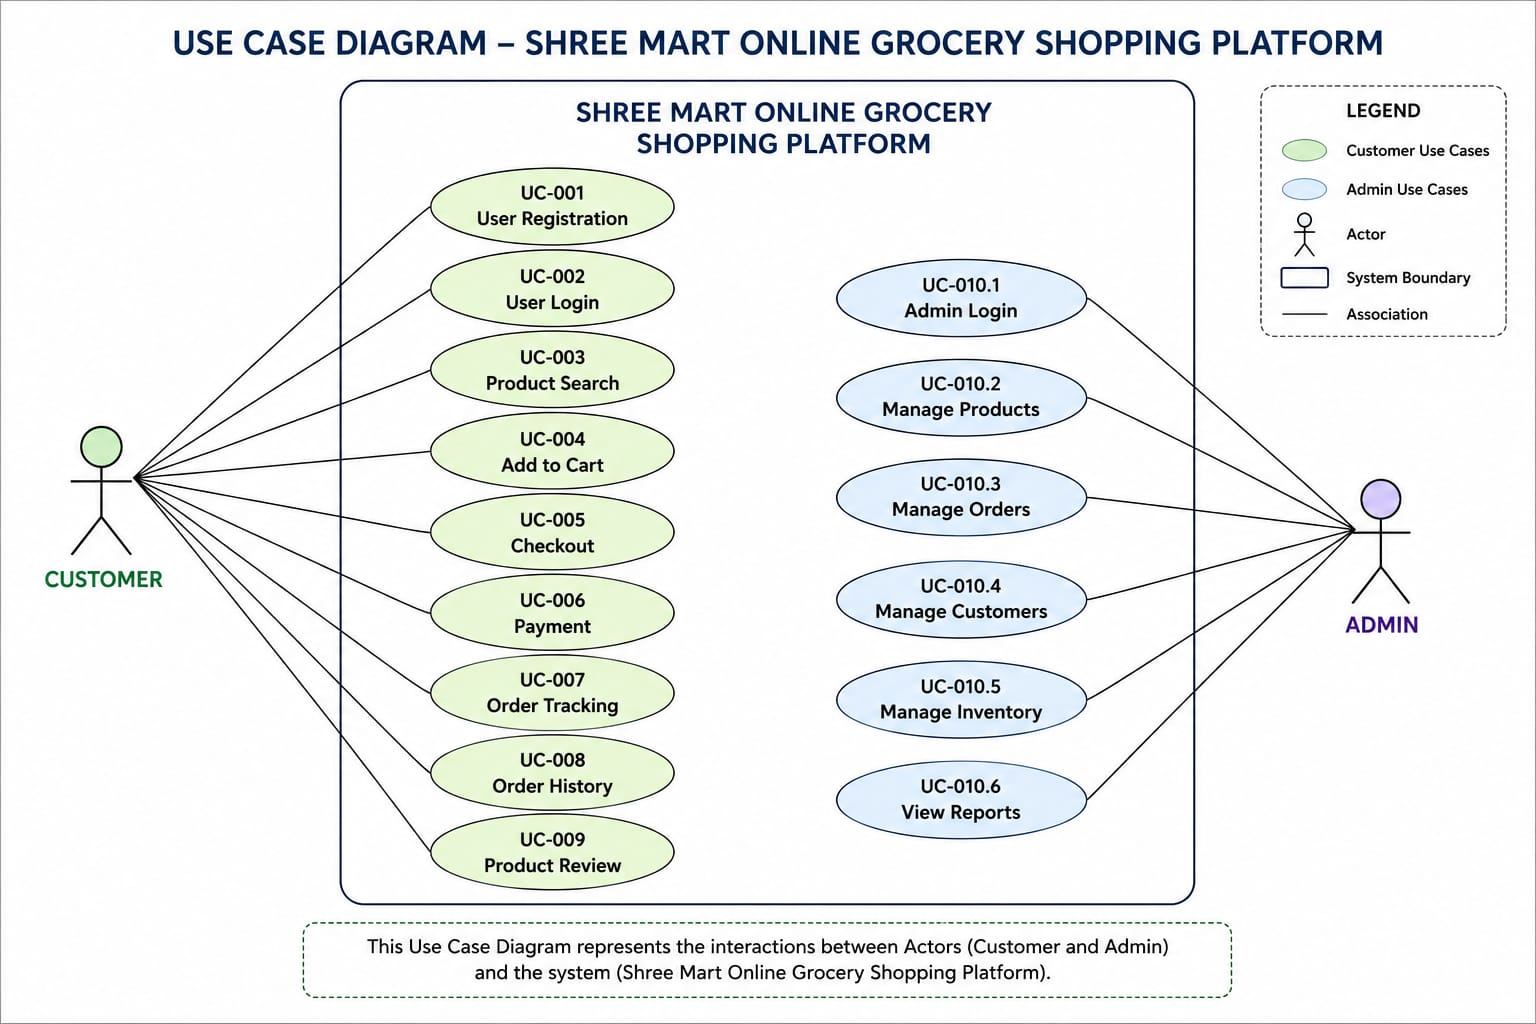 USE CASE DIAGRAM – SHREE MART ONLINE GROCERY SHOPPING PLATFORM
SHREE MART ONLINE GROCERY
SHOPPING PLATFORM
UC-001
User Registration
UC-002
User Login
UC-003
Product Search
UC-004
Add to Cart
UC-005
Checkout
UC-006
Payment
UC-007
Order Tracking
UC-008
Order History
UC-009
Product Review
UC-010.1
Admin Login
UC-010.2
Manage Products
UC-010.3
Manage Orders
UC-010.4
Manage Customers
UC-010.5
Manage Inventory
UC-010.6
View Reports
CUSTOMER
ADMIN
LEGEND
Customer Use Cases
Admin Use Cases
Actor
System Boundary
Association
This Use Case Diagram represents the interactions between Actors (Customer and Admin)
and the system (Shree Mart Online Grocery Shopping Platform).